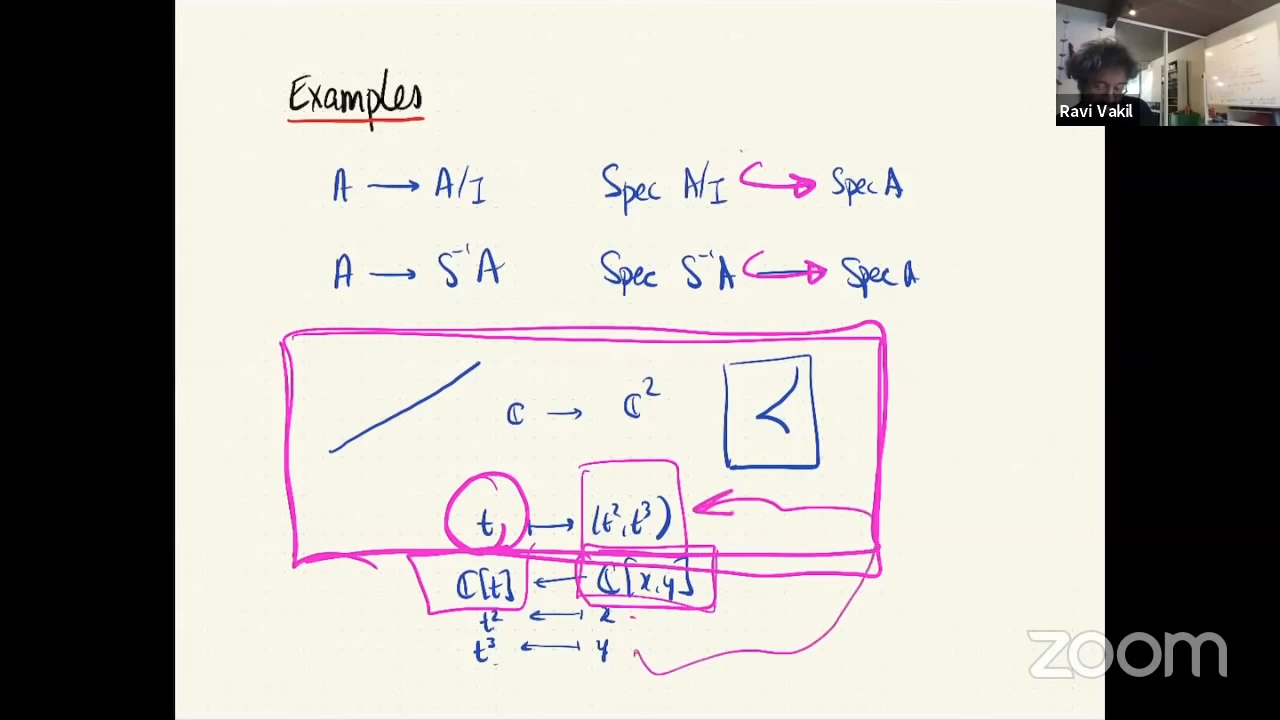 Examples
A → A/I Spec A/I ↪ Spec A
A → S⁻¹A Spec S⁻¹A ↪ Spec A
ℂ → ℂ²
t ↦ (t², t³)
ℂ[t] ← ℂ[x,y]
t² ↤ x
t³ ↤ y
Ravi Vakil
zoom